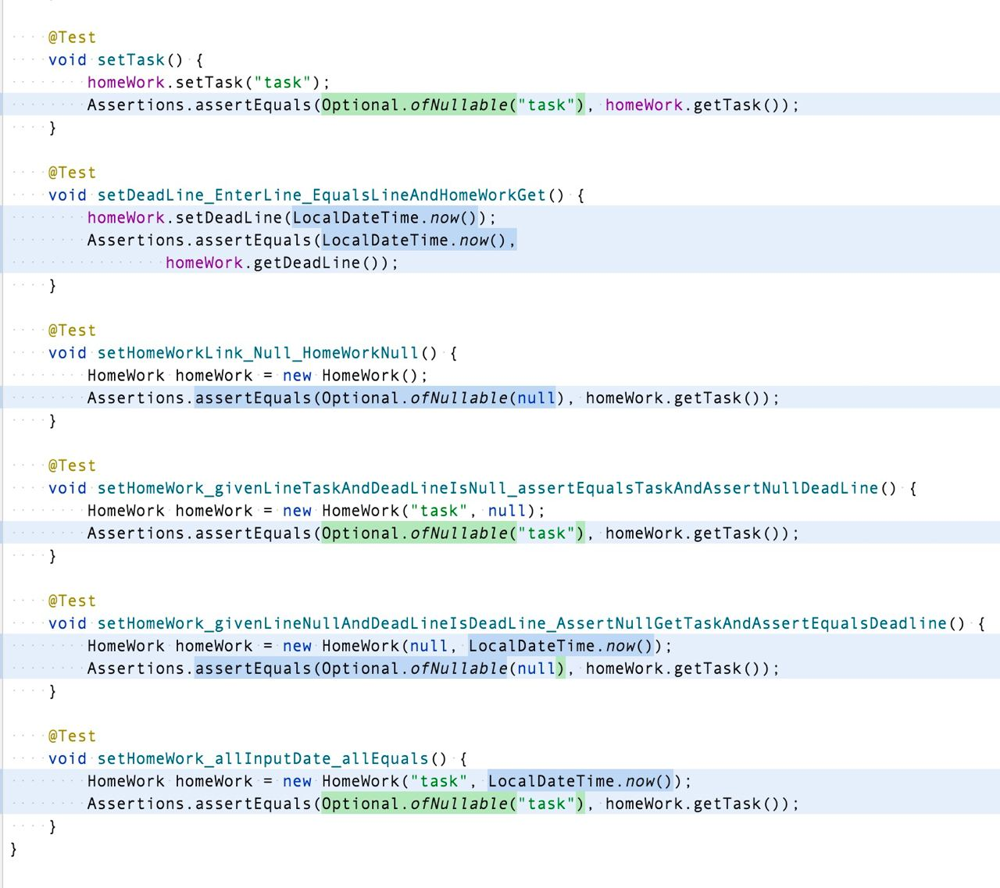 @Test
void setTask() {
homeWork.setTask("task");
Assertions.assertEquals(Optional.ofNullable("task"), homeWork.getTask());
}
@Test
void setDeadLine_EnterLine_EqualsLineAndHomeWorkGet() {
homeWork.setDeadLine(LocalDateTime.now());
Assertions.assertEquals(LocalDateTime.now(),
homeWork.getDeadLine());
}
@Test
void setHomeWorkLink_Null_HomeWorkNull() {
HomeWork homeWork = new HomeWork();
Assertions.assertEquals(Optional.ofNullable(null), homeWork.getTask());
}
@Test
void setHomeWork_givenLineTaskAndDeadLineIsNull_assertEqualsTaskAndAssertNullDeadLine() {
HomeWork homeWork = new HomeWork("task", null);
Assertions.assertEquals(Optional.ofNullable("task"), homeWork.getTask());
}
@Test
void setHomeWork_givenLineNullAndDeadLineIsDeadLine_AssertNullGetTaskAndAssertEqualsDeadline() {
HomeWork homeWork = new HomeWork(null, LocalDateTime.now());
Assertions.assertEquals(Optional.ofNullable(null), homeWork.getTask());
}
@Test
void setHomeWork_allInputDate_allEquals() {
HomeWork homeWork = new HomeWork("task", LocalDateTime.now());
Assertions.assertEquals(Optional.ofNullable("task"), homeWork.getTask());
}
}